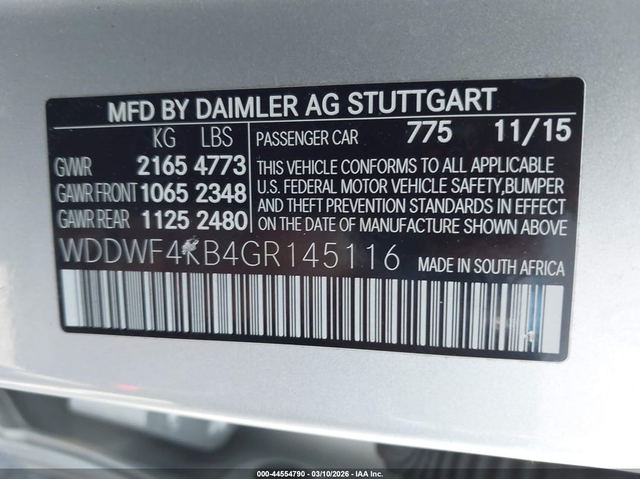 MFD BY DAIMLER AG STUTTGART
KG LBS
GVWR 2165 4773
GAWR FRONT 1065 2348
GAWR REAR 1125 2480
PASSENGER CAR 775 11/15
THIS VEHICLE CONFORMS TO ALL APPLICABLE
U.S. FEDERAL MOTOR VEHICLE SAFETY,BUMPER
AND THEFT PREVENTION STANDARDS IN EFFECT
ON THE DATE OF MANUFACTURE SHOWN ABOVE
WDDWF4KB4GR145116 MADE IN SOUTH AFRICA
000-44554790 - 03/10/2026 - IAA Inc.